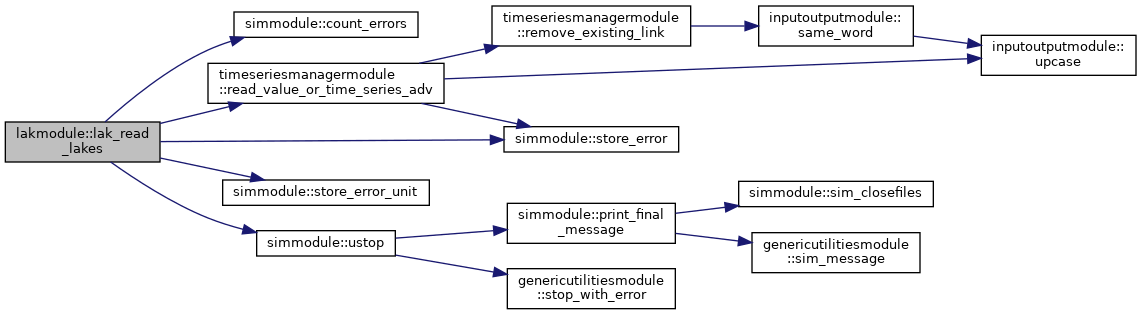 lakmodule::lak_read
_lakes
simmodule::count_errors
timeseriesmanagermodule
::read_value_or_time_series_adv
simmodule::store_error_unit
simmodule::ustop
timeseriesmanagermodule
::remove_existing_link
simmodule::store_error
simmodule::print_final
_message
genericutilitiesmodule
::stop_with_error
inputoutputmodule::
same_word
simmodule::sim_closefiles
genericutilitiesmodule
::sim_message
inputoutputmodule::
upcase